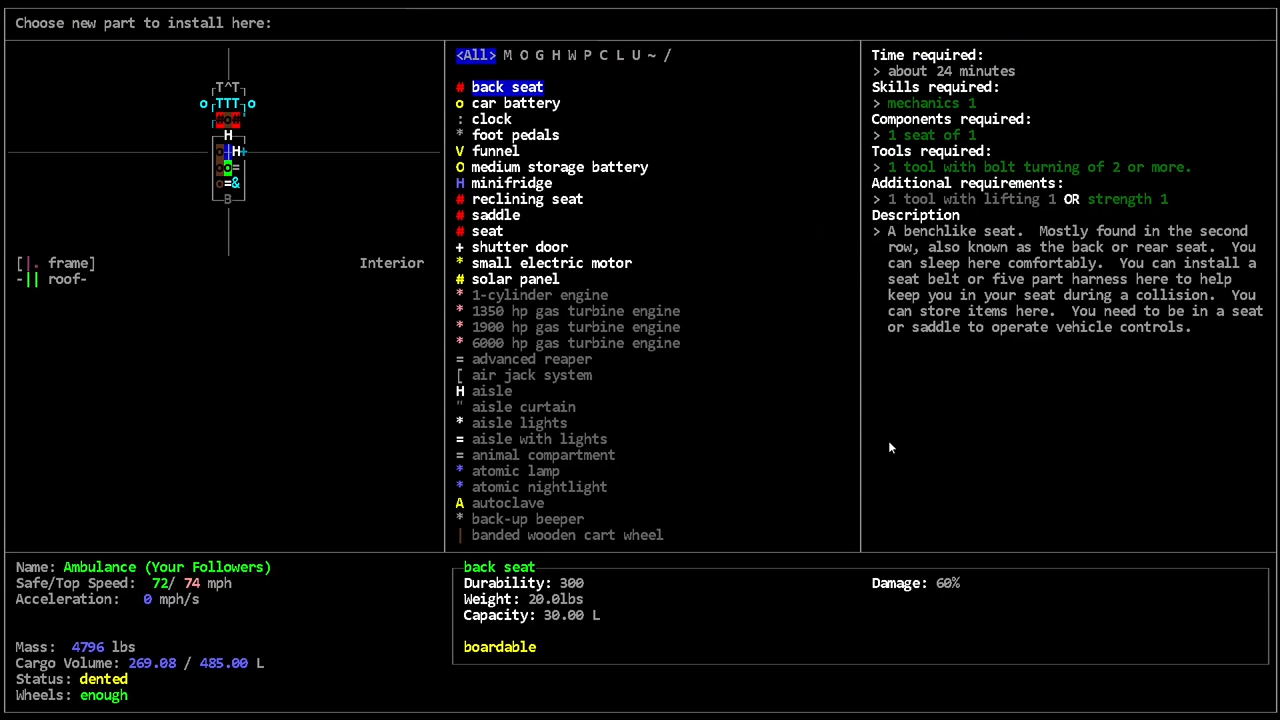 Choose new part to install here:
<All> M O G H W P C L U ~ /
# back seat
o car battery
: clock
* foot pedals
V funnel
O medium storage battery
H minifridge
# reclining seat
# saddle
# seat
+ shutter door
* small electric motor
# solar panel
* 1-cylinder engine
* 1350 hp gas turbine engine
* 1900 hp gas turbine engine
* 6000 hp gas turbine engine
= advanced reaper
[ air jack system
H aisle
" aisle curtain
* aisle lights
= aisle with lights
= animal compartment
* atomic lamp
* atomic nightlight
A autoclave
* back-up beeper
| banded wooden cart wheel
[|. frame]
Interior
-|| roof-
Time required:
> about 24 minutes
Skills required:
> mechanics 1
Components required:
> 1 seat of 1
Tools required:
> 1 tool with bolt turning of 2 or more.
Additional requirements:
> 1 tool with lifting 1 OR strength 1
Description
> A benchlike seat.  Mostly found in the second
row, also known as the back or rear seat.  You
can sleep here comfortably.  You can install a
seat belt or five part harness here to help
keep you in your seat during a collision.  You
can store items here.  You need to be in a seat
or saddle to operate vehicle controls.
Name: Ambulance (Your Followers)
Safe/Top Speed: 72/ 74 mph
Acceleration: 0 mph/s
Mass: 4796 lbs
Cargo Volume: 269.08 / 485.00 L
Status: dented
Wheels: enough
back seat
Durability: 300
Damage: 60%
Weight: 20.0lbs
Capacity: 30.00 L
boardable